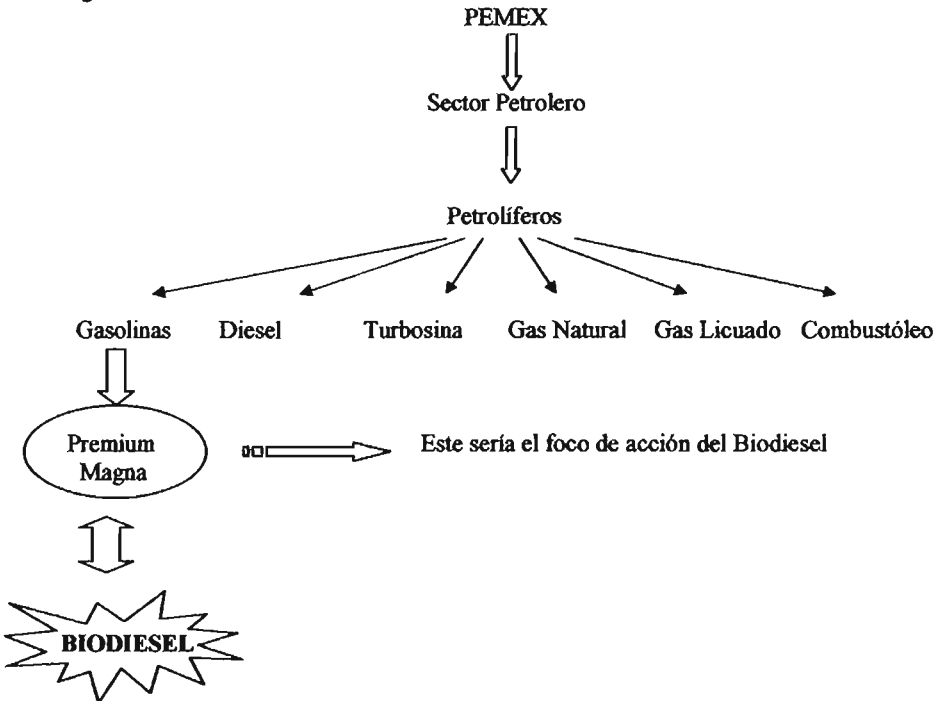 PEMEX
Sector Petrolero
Petrolíferos
Gasolinas Diesel Turbosina Gas Natural Gas Licuado Combustóleo
Premium
Magna
Este sería el foco de acción del Biodiesel
BIODIESEL